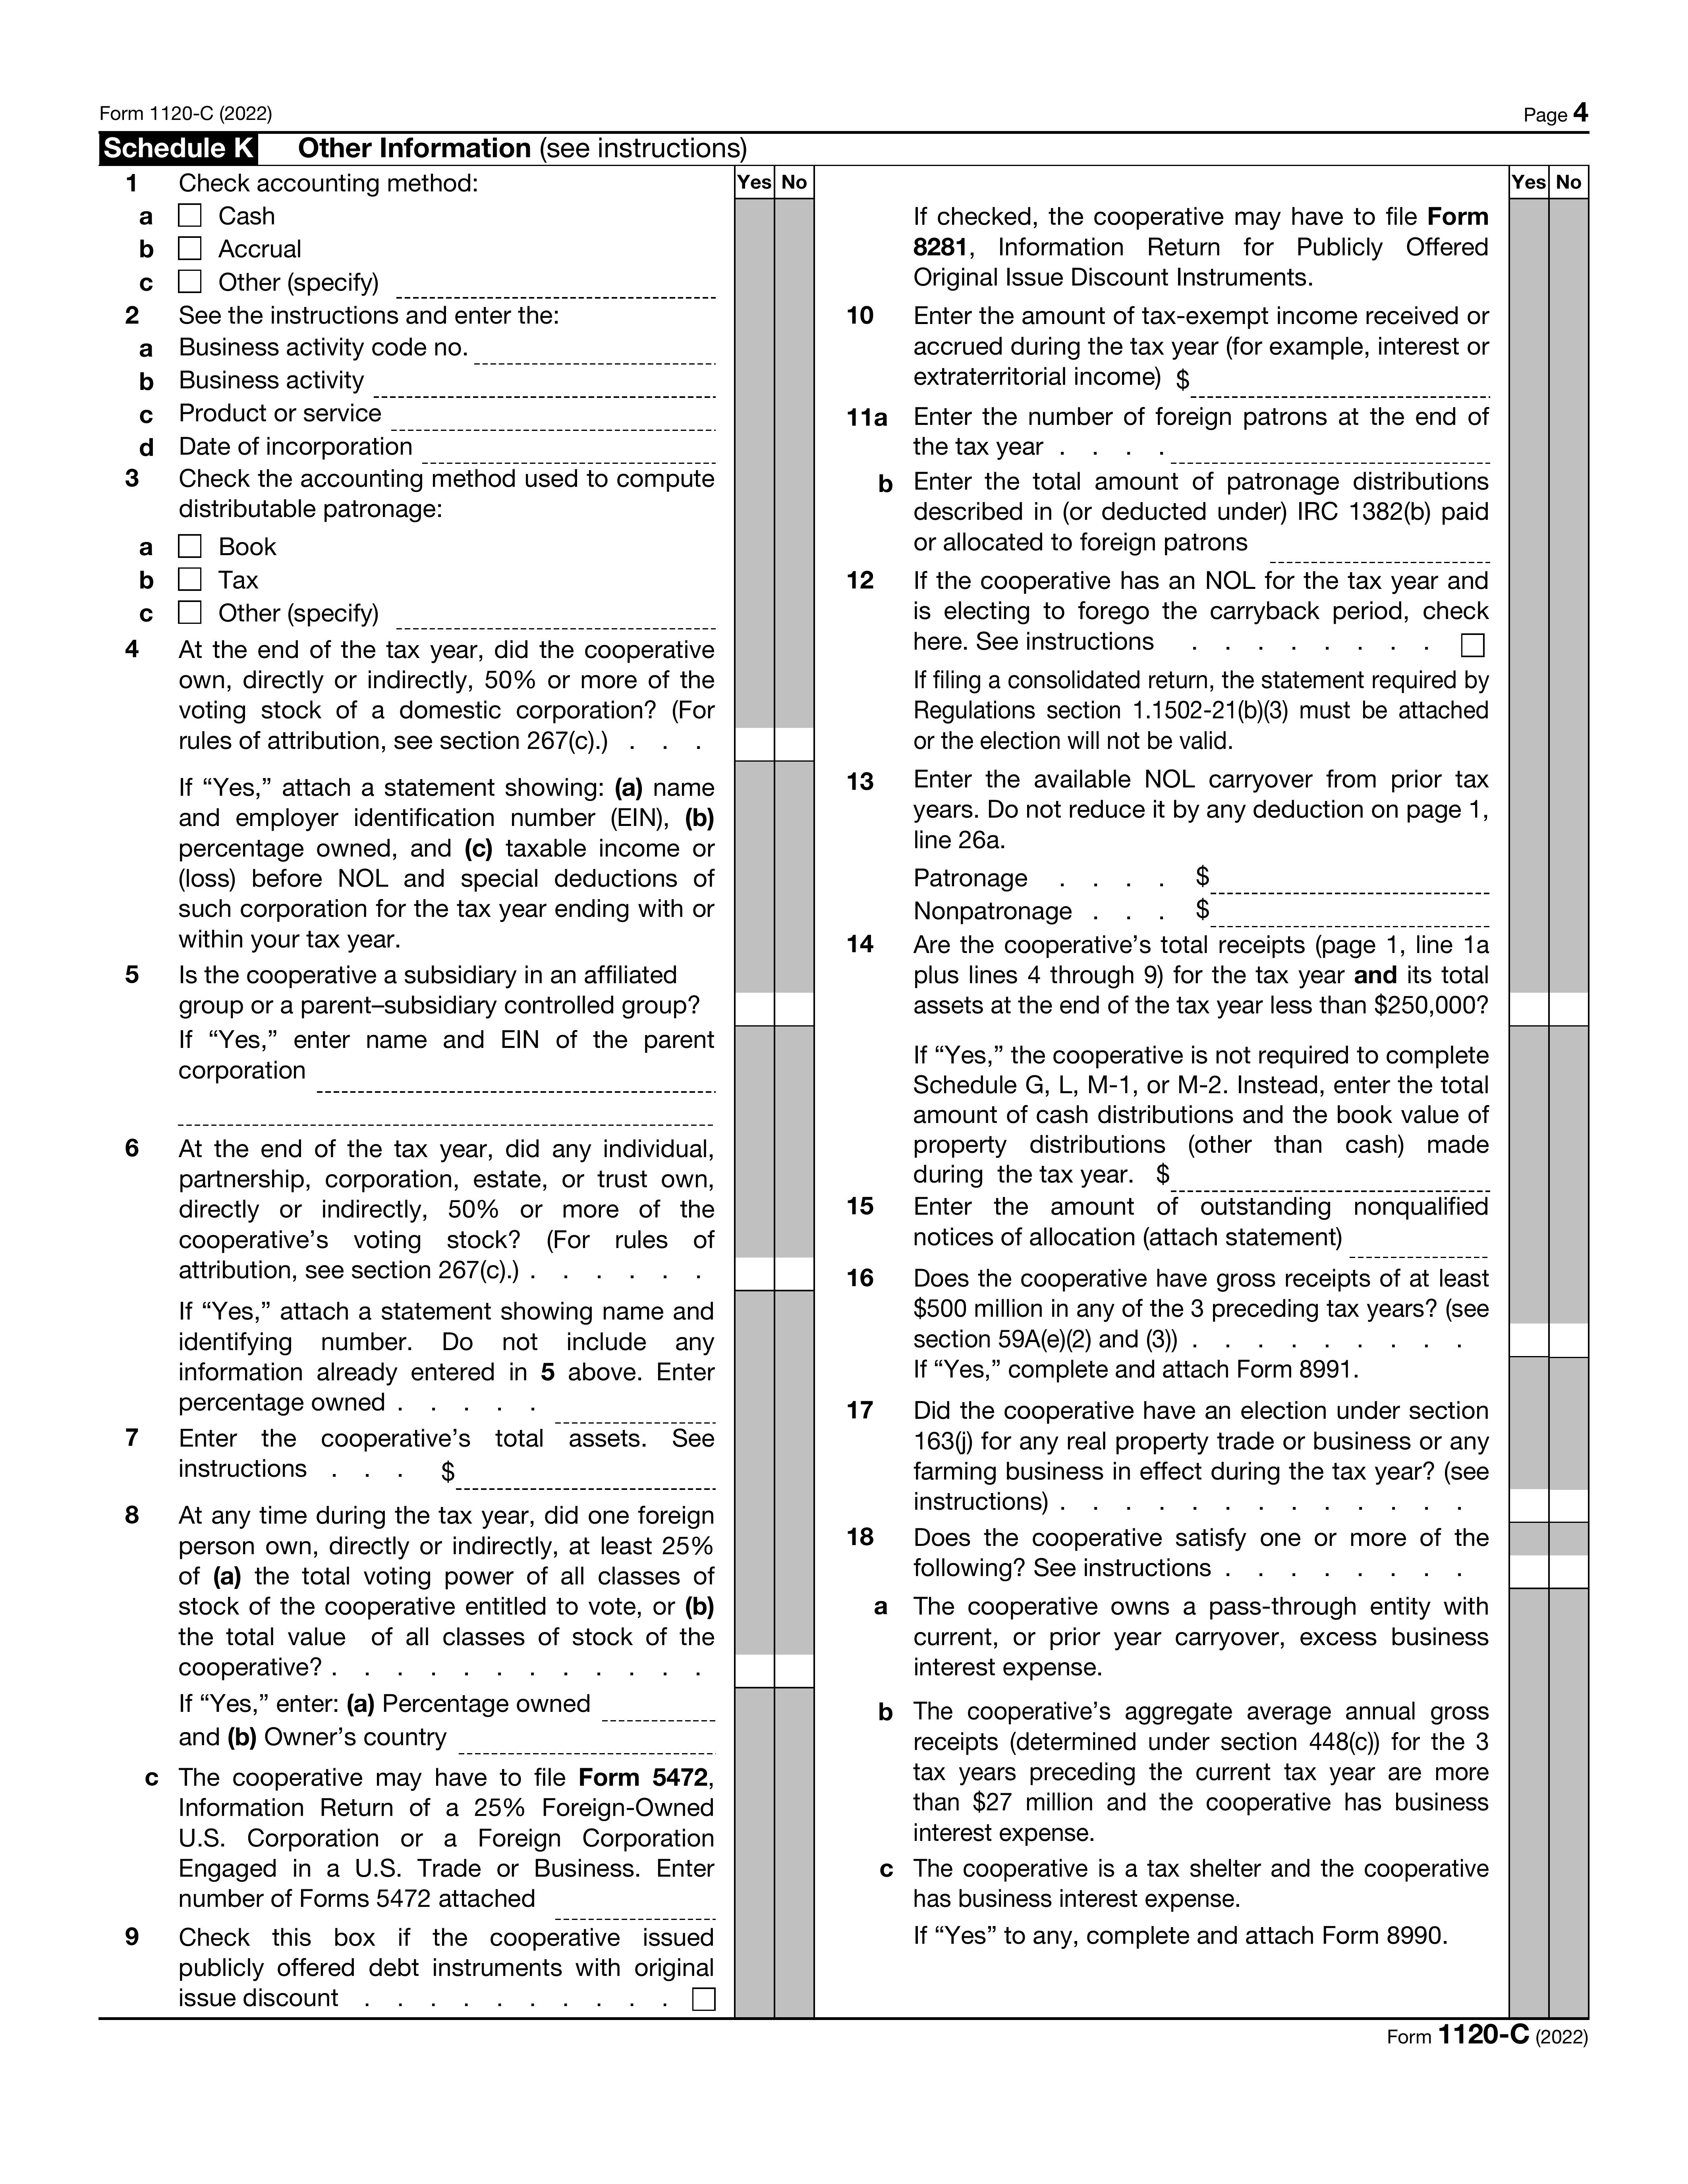 Form 1120-C (2022)
Page 4
Schedule K Other Information (see instructions)
Yes No
1 Check accounting method:
a Cash
b Accrual
c Other (specify)
2 See the instructions and enter the:
a Business activity code no.
b Business activity
c Product or service
d Date of incorporation
3 Check the accounting method used to compute
distributable patronage:
a Book
b Tax
c Other (specify)
4 At the end of the tax year, did the cooperative
own, directly or indirectly, 50% or more of the
voting stock of a domestic corporation? (For
rules of attribution, see section 267(c).) . . .
If “Yes,” attach a statement showing: (a) name
and employer identification number (EIN), (b)
percentage owned, and (c) taxable income or
(loss) before NOL and special deductions of
such corporation for the tax year ending with or
within your tax year.
5 Is the cooperative a subsidiary in an affiliated
group or a parent–subsidiary controlled group?
If “Yes,” enter name and EIN of the parent
corporation
6 At the end of the tax year, did any individual,
partnership, corporation, estate, or trust own,
directly or indirectly, 50% or more of the
cooperative’s voting stock? (For rules of
attribution, see section 267(c).) . . . . . .
If “Yes,” attach a statement showing name and
identifying number. Do not include any
information already entered in 5 above. Enter
percentage owned . . . . .
7 Enter the cooperative’s total assets. See
instructions . . . $
8 At any time during the tax year, did one foreign
person own, directly or indirectly, at least 25%
of (a) the total voting power of all classes of
stock of the cooperative entitled to vote, or (b)
the total value of all classes of stock of the
cooperative? . . . . . . . . . . . .
If “Yes,” enter: (a) Percentage owned
and (b) Owner’s country
c The cooperative may have to file Form 5472,
Information Return of a 25% Foreign-Owned
U.S. Corporation or a Foreign Corporation
Engaged in a U.S. Trade or Business. Enter
number of Forms 5472 attached
9 Check this box if the cooperative issued
publicly offered debt instruments with original
issue discount . . . . . . . . . .
Yes No
If checked, the cooperative may have to file Form
8281, Information Return for Publicly Offered
Original Issue Discount Instruments.
10 Enter the amount of tax-exempt income received or
accrued during the tax year (for example, interest or
extraterritorial income) $
11a Enter the number of foreign patrons at the end of
the tax year . . . .
b Enter the total amount of patronage distributions
described in (or deducted under) IRC 1382(b) paid
or allocated to foreign patrons
12 If the cooperative has an NOL for the tax year and
is electing to forego the carryback period, check
here. See instructions . . . . . . . .
If filing a consolidated return, the statement required by
Regulations section 1.1502-21(b)(3) must be attached
or the election will not be valid.
13 Enter the available NOL carryover from prior tax
years. Do not reduce it by any deduction on page 1,
line 26a.
Patronage . . . . $
Nonpatronage . . . $
14 Are the cooperative’s total receipts (page 1, line 1a
plus lines 4 through 9) for the tax year and its total
assets at the end of the tax year less than $250,000?
If “Yes,” the cooperative is not required to complete
Schedule G, L, M-1, or M-2. Instead, enter the total
amount of cash distributions and the book value of
property distributions (other than cash) made
during the tax year. $
15 Enter the amount of outstanding nonqualified
notices of allocation (attach statement)
16 Does the cooperative have gross receipts of at least
$500 million in any of the 3 preceding tax years? (see
section 59A(e)(2) and (3)) . . . . . . . . .
If “Yes,” complete and attach Form 8991.
17 Did the cooperative have an election under section
163(j) for any real property trade or business or any
farming business in effect during the tax year? (see
instructions) . . . . . . . . . . . . .
18 Does the cooperative satisfy one or more of the
following? See instructions . . . . . . . .
a The cooperative owns a pass-through entity with
current, or prior year carryover, excess business
interest expense.
b The cooperative’s aggregate average annual gross
receipts (determined under section 448(c)) for the 3
tax years preceding the current tax year are more
than $27 million and the cooperative has business
interest expense.
c The cooperative is a tax shelter and the cooperative
has business interest expense.
If “Yes” to any, complete and attach Form 8990.
Form 1120-C (2022)